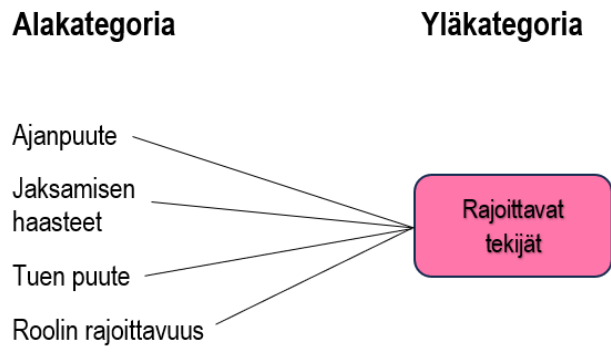 Alakategoria
Yläkategoria
Ajanpuute
Jaksamisen
haasteet
Tuen puute
Roolin rajoittavuus
Rajoittavat
tekijät